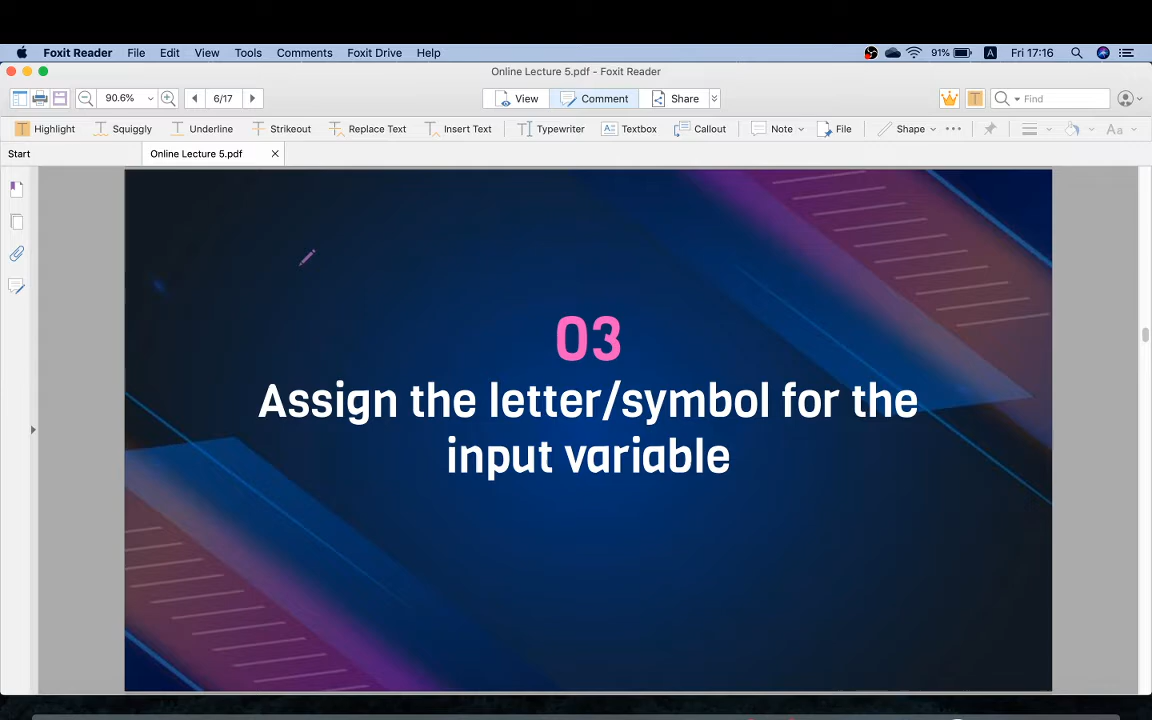 Foxit Reader File Edit View Tools Comments Foxit Drive Help 91% A Fri 17:16
Online Lecture 5.pdf - Foxit Reader
90.6% 6/17 View Comment Share Find
Highlight Squiggly Underline Strikeout Replace Text Insert Text Typewriter Textbox Callout Note File Shape Aa
Start Online Lecture 5.pdf
03
Assign the letter/symbol for the
input variable